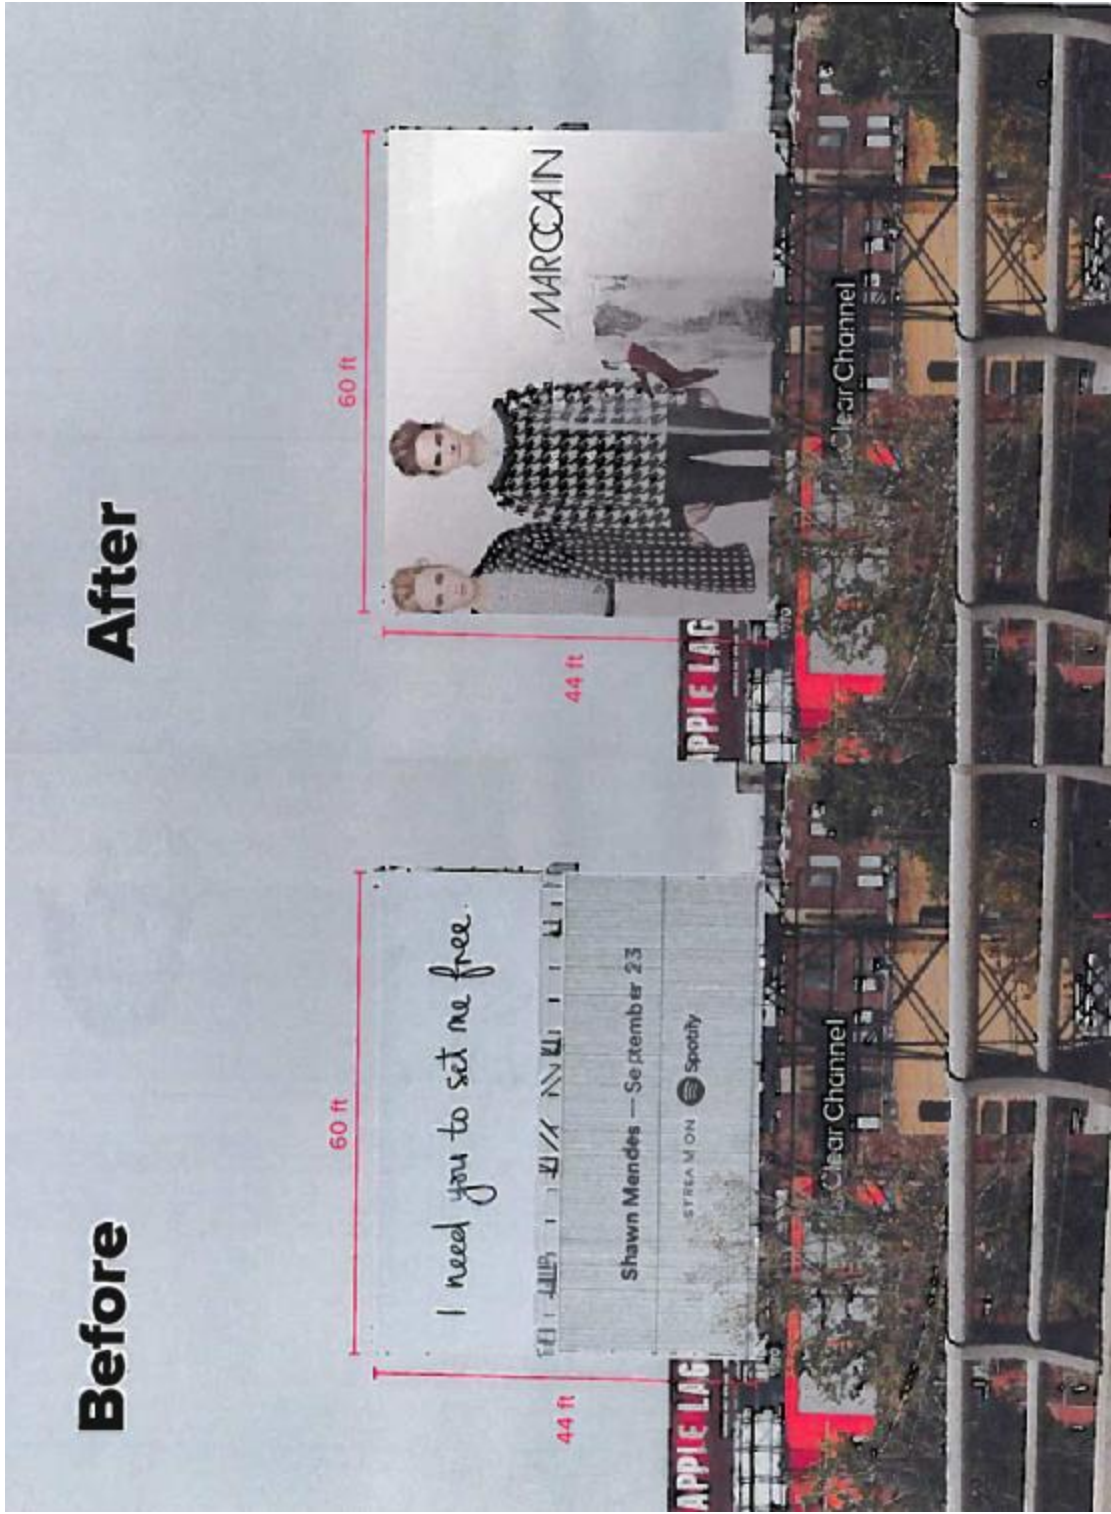 Before
60 ft
44 ft
I need you to set me free.
Shawn Mendes — September 23
STREAM ON Spotify
APPLE LAG
Clear Channel
After
60 ft
44 ft
MARCCAIN
APPLE LAG
Clear Channel